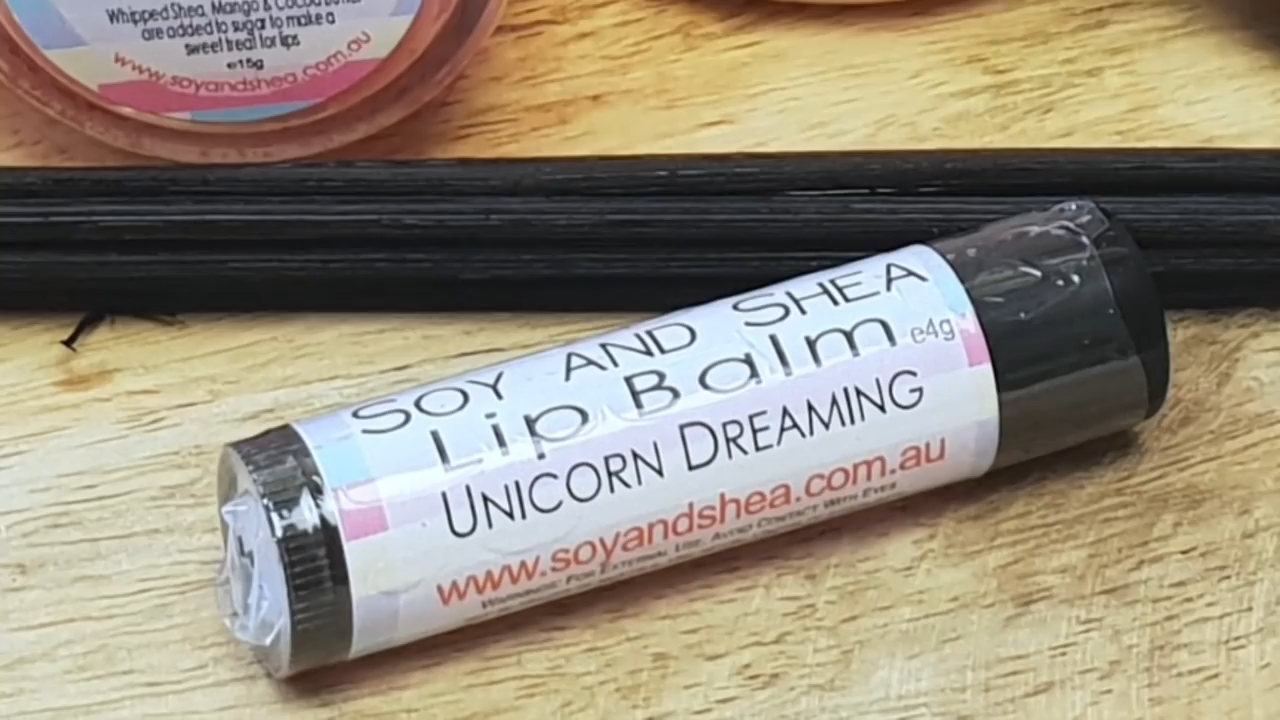 Whipped Shea, Mango & Cocoa Butter
are added to sugar to make a
sweet treat for lips
e15g
www.soyandshea.com.au
SOY AND SHEA
Lip Balm e4g
UNICORN DREAMING
www.soyandshea.com.au
WARNINGS: FOR EXTERNAL USE, AVOID CONTACT WITH EYES